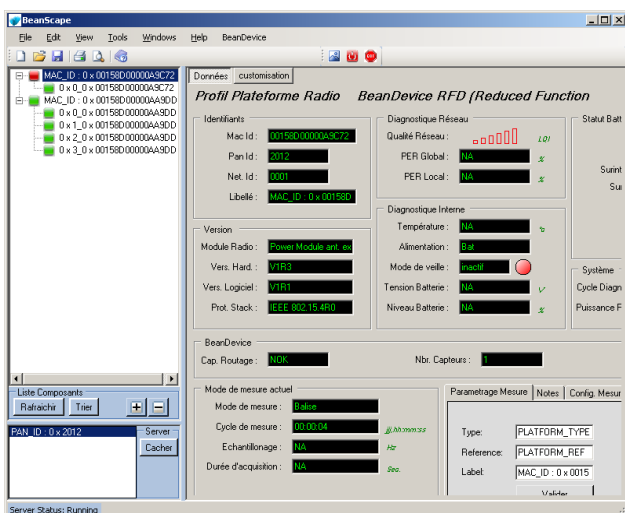 BeanScape
File Edit View Tools Windows Help BeanDevice
MAC_ID : 0 x 00158D00000A9C72
0 x 0_0 x 00158D00000A9C72
MAC_ID : 0 x 00158D00000AA9DD
0 x 0_0 x 00158D00000AA9DD
0 x 1_0 x 00158D00000AA9DD
0 x 2_0 x 00158D00000AA9DD
0 x 3_0 x 00158D00000AA9DD
Liste Composants
Rafraichir Trier
PAN_ID : 0 x 2012
Server
Cacher
Données customisation
Profil Plateforme Radio BeanDevice RFD (Reduced Function
Identifiants
Mac Id : 00158D00000A9C72
Pan Id : 2012
Net. Id : 0001
Libellé : MAC_ID : 0 x 00158D
Diagnostique Réseau
Qualité Réseau : LQI
PER Global : NA %
PER Local : NA %
Statut Batt
Surint
Sur
Version
Module Radio : Power Module ant. ex
Vers. Hard. : V1R3
Vers. Logiciel : V1R1
Prot. Stack : IEEE 802.15.4R0
Diagnostique Interne
Température : NA
Alimentation : Bat
Mode de veille : inactif
Tension Batterie : NA V
Niveau Batterie : NA %
Système
Cycle Diagn
Puissance F
BeanDevice
Cap. Routage : NOK
Nbr. Capteurs : 1
Mode de mesure actuel
Mode de mesure : Balise
Cycle de mesure : 00:00:04 jj.hh:mm:ss
Echantillonage : NA Hz
Durée d'acquisition : NA Sec.
Parametrage Mesure Notes Config. Mesur
Type: PLATFORM_TYPE
Reference: PLATFORM_REF
Label: MAC_ID : 0 x 0015
Valider
Server Status: Running